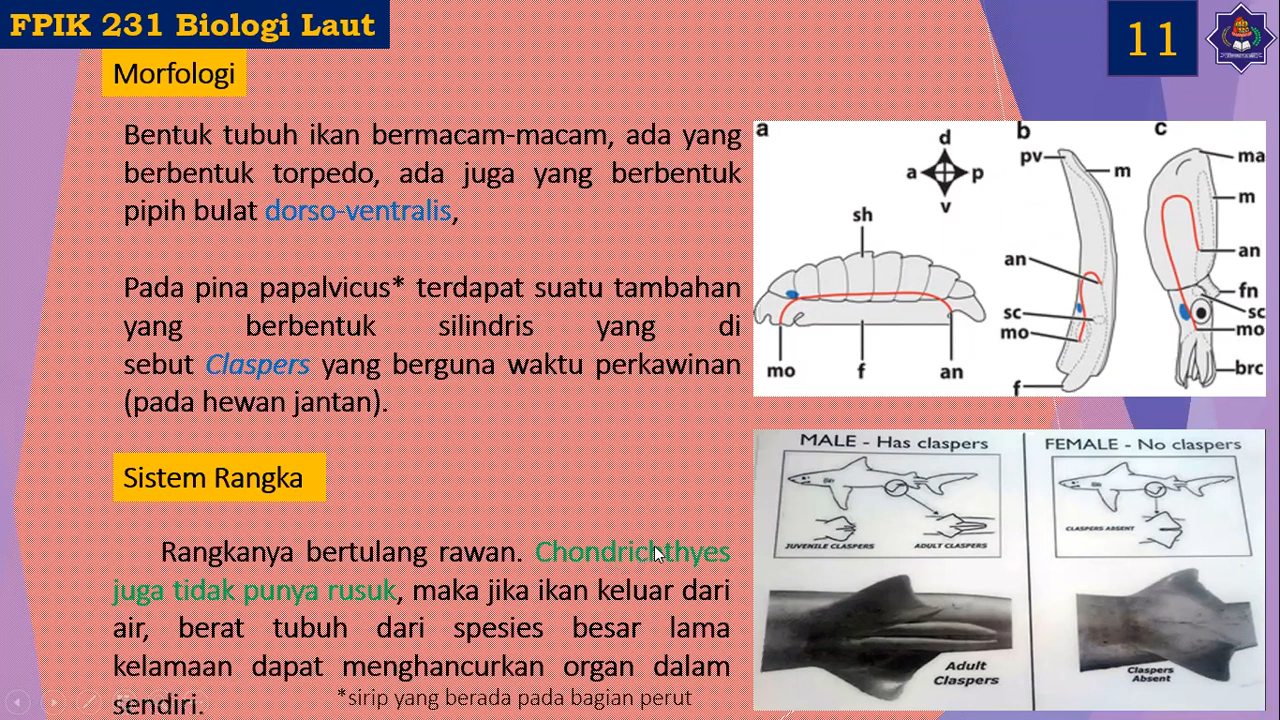 FPIK 231 Biologi Laut
11
Morfologi
Bentuk tubuh ikan bermacam-macam, ada yang
berbentuk torpedo, ada juga yang berbentuk
pipih bulat dorso-ventralis,
Pada pina papalvicus* terdapat suatu tambahan
yang berbentuk silindris yang di
sebut Claspers yang berguna waktu perkawinan
(pada hewan jantan).
Sistem Rangka
Rangkanya bertulang rawan. Chondrichthyes
juga tidak punya rusuk, maka jika ikan keluar dari
air, berat tubuh dari spesies besar lama
kelamaan dapat menghancurkan organ dalam
sendiri.
*sirip yang berada pada bagian perut
a
d
a
p
v
sh
mo
f
an
b
pv
m
an
sc
mo
f
c
ma
m
an
fn
sc
mo
brc
MALE - Has claspers
JUVENILE CLASPERS
ADULT CLASPERS
Adult
Claspers
FEMALE - No claspers
CLASPERS ABSENT
Claspers
Absent